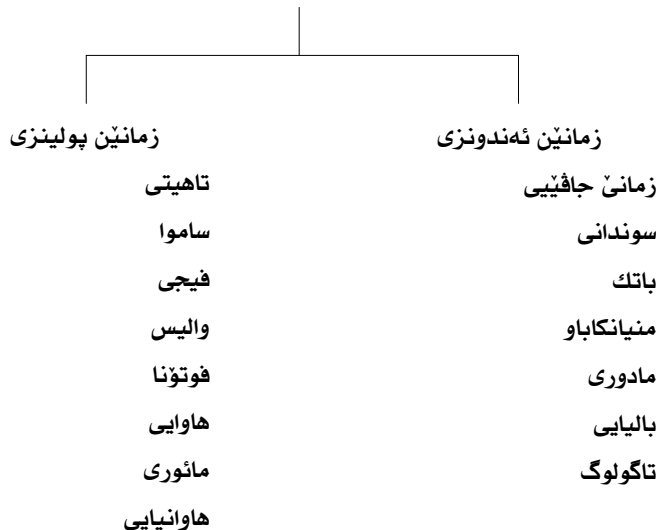 زمانێن ئەندونزی
زمانێ جاڤێیی
سوندانی
باتك
منیانکاباو
مادوری
بالیایی
تاگولوگ
زمانێن پولینزی
تاهیتی
ساموا
فیجی
والیس
فوتۆنا
هاوایی
مائوری
هاوانیایی